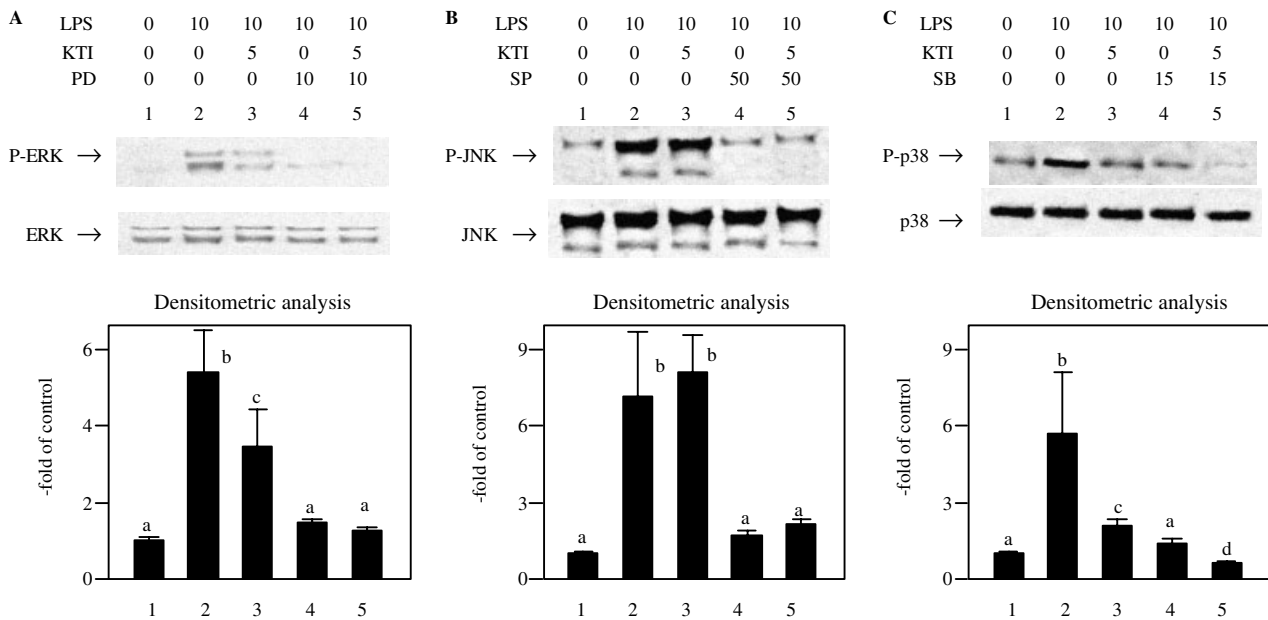 A
LPS 0 10 10 10 10
KTI 0 0 5 0 5
PD 0 0 0 10 10
1 2 3 4 5
P-ERK →
ERK →
Densitometric analysis
-fold of control
6
4
2
0
a b c a a
1 2 3 4 5
B
LPS 0 10 10 10 10
KTI 0 0 5 0 5
SP 0 0 0 50 50
1 2 3 4 5
P-JNK →
JNK →
Densitometric analysis
-fold of control
9
6
3
0
a b b a a
1 2 3 4 5
C
LPS 0 10 10 10 10
KTI 0 0 5 0 5
SB 0 0 0 15 15
1 2 3 4 5
P-p38 →
p38 →
Densitometric analysis
-fold of control
9
6
3
0
a b c a d
1 2 3 4 5